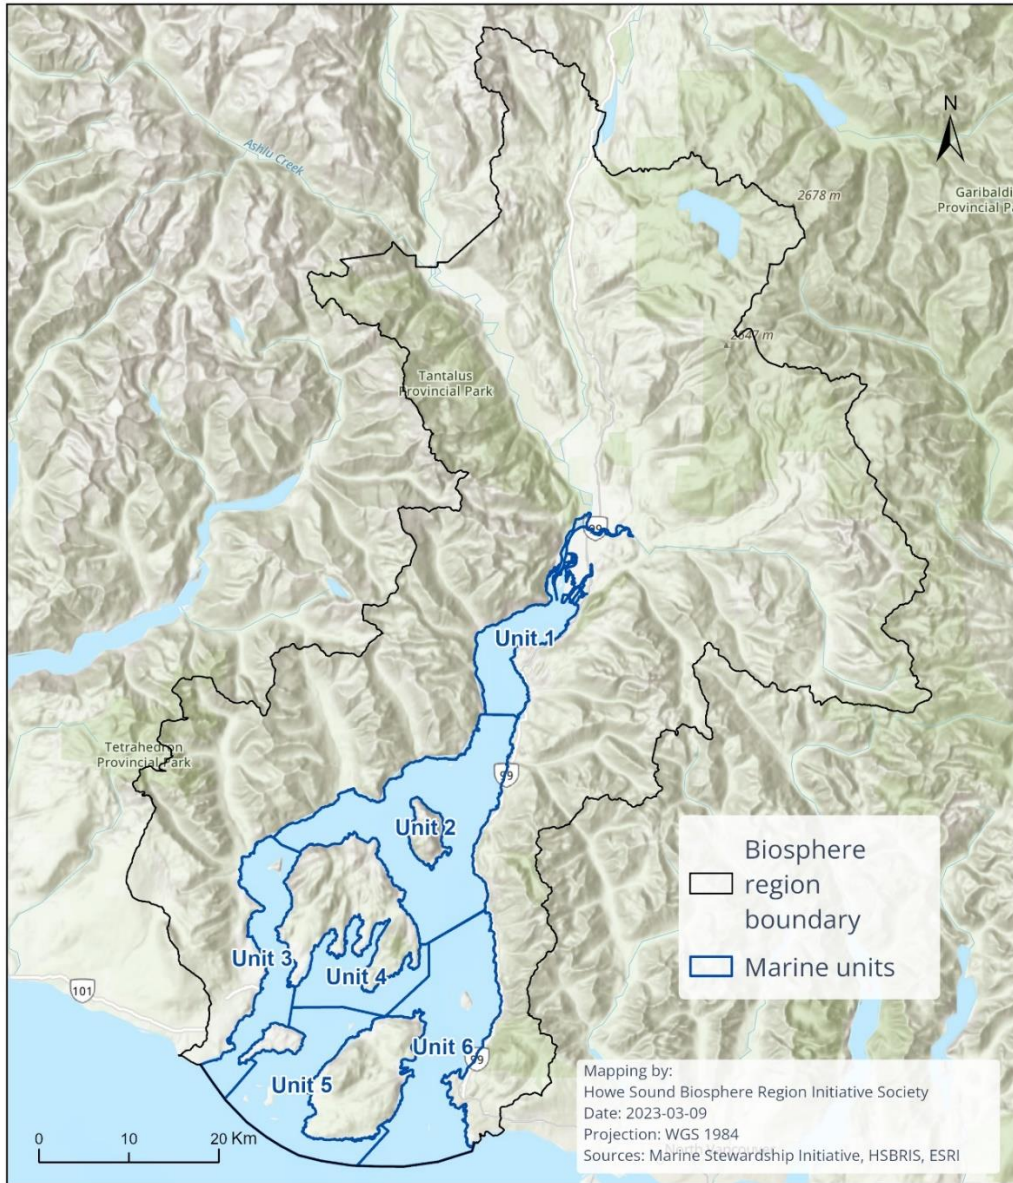 N
Ashlu Creek
2678 m
Garibaldi
Provincial Pa
2647 m
Tantalus
Provincial Park
99
Unit 1
Tetrahedron
Provincial Park
99
Unit 2
Biosphere
region
boundary
Marine units
Unit 3
Unit 4
101
Unit 6
99
Unit 5
Mapping by:
Howe Sound Biosphere Region Initiative Society
Date: 2023-03-09
Projection: WGS 1984
Sources: Marine Stewardship Initiative, HSBRIS, ESRI
North Vancouver
0 10 20 Km